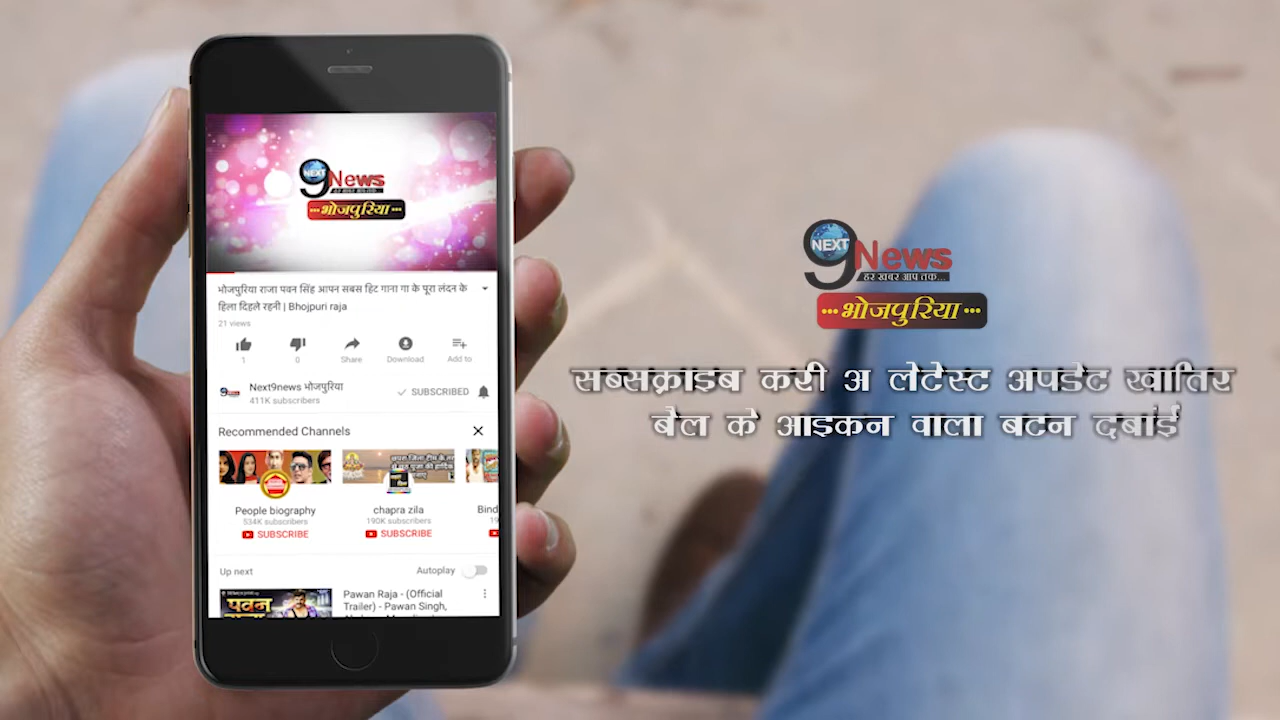 NEXT
9 News
हर खबर आप तक...
भोजपुरिया
भोजपुरिया राजा पवन सिंह आपन सबस हिट गाना गा के पूरा लंदन के
हिला दिहले रहनी | Bhojpuri raja
21 views
1
0
Share
Download
Add to
Next9news भोजपुरिया
411K subscribers
SUBSCRIBED
Recommended Channels
People biography
534K subscribers
SUBSCRIBE
chapra zila
190K subscribers
SUBSCRIBE
Bind
19
Up next
Autoplay
पवन
Pawan Raja - (Official
Trailer) - Pawan Singh,
NEXT
9 News
हर खबर आप तक...
भोजपुरिया
सब्सक्राइब करी अ लेटेस्ट अपडेट खातिर
बैल के आइकन वाला बटन दबाईं